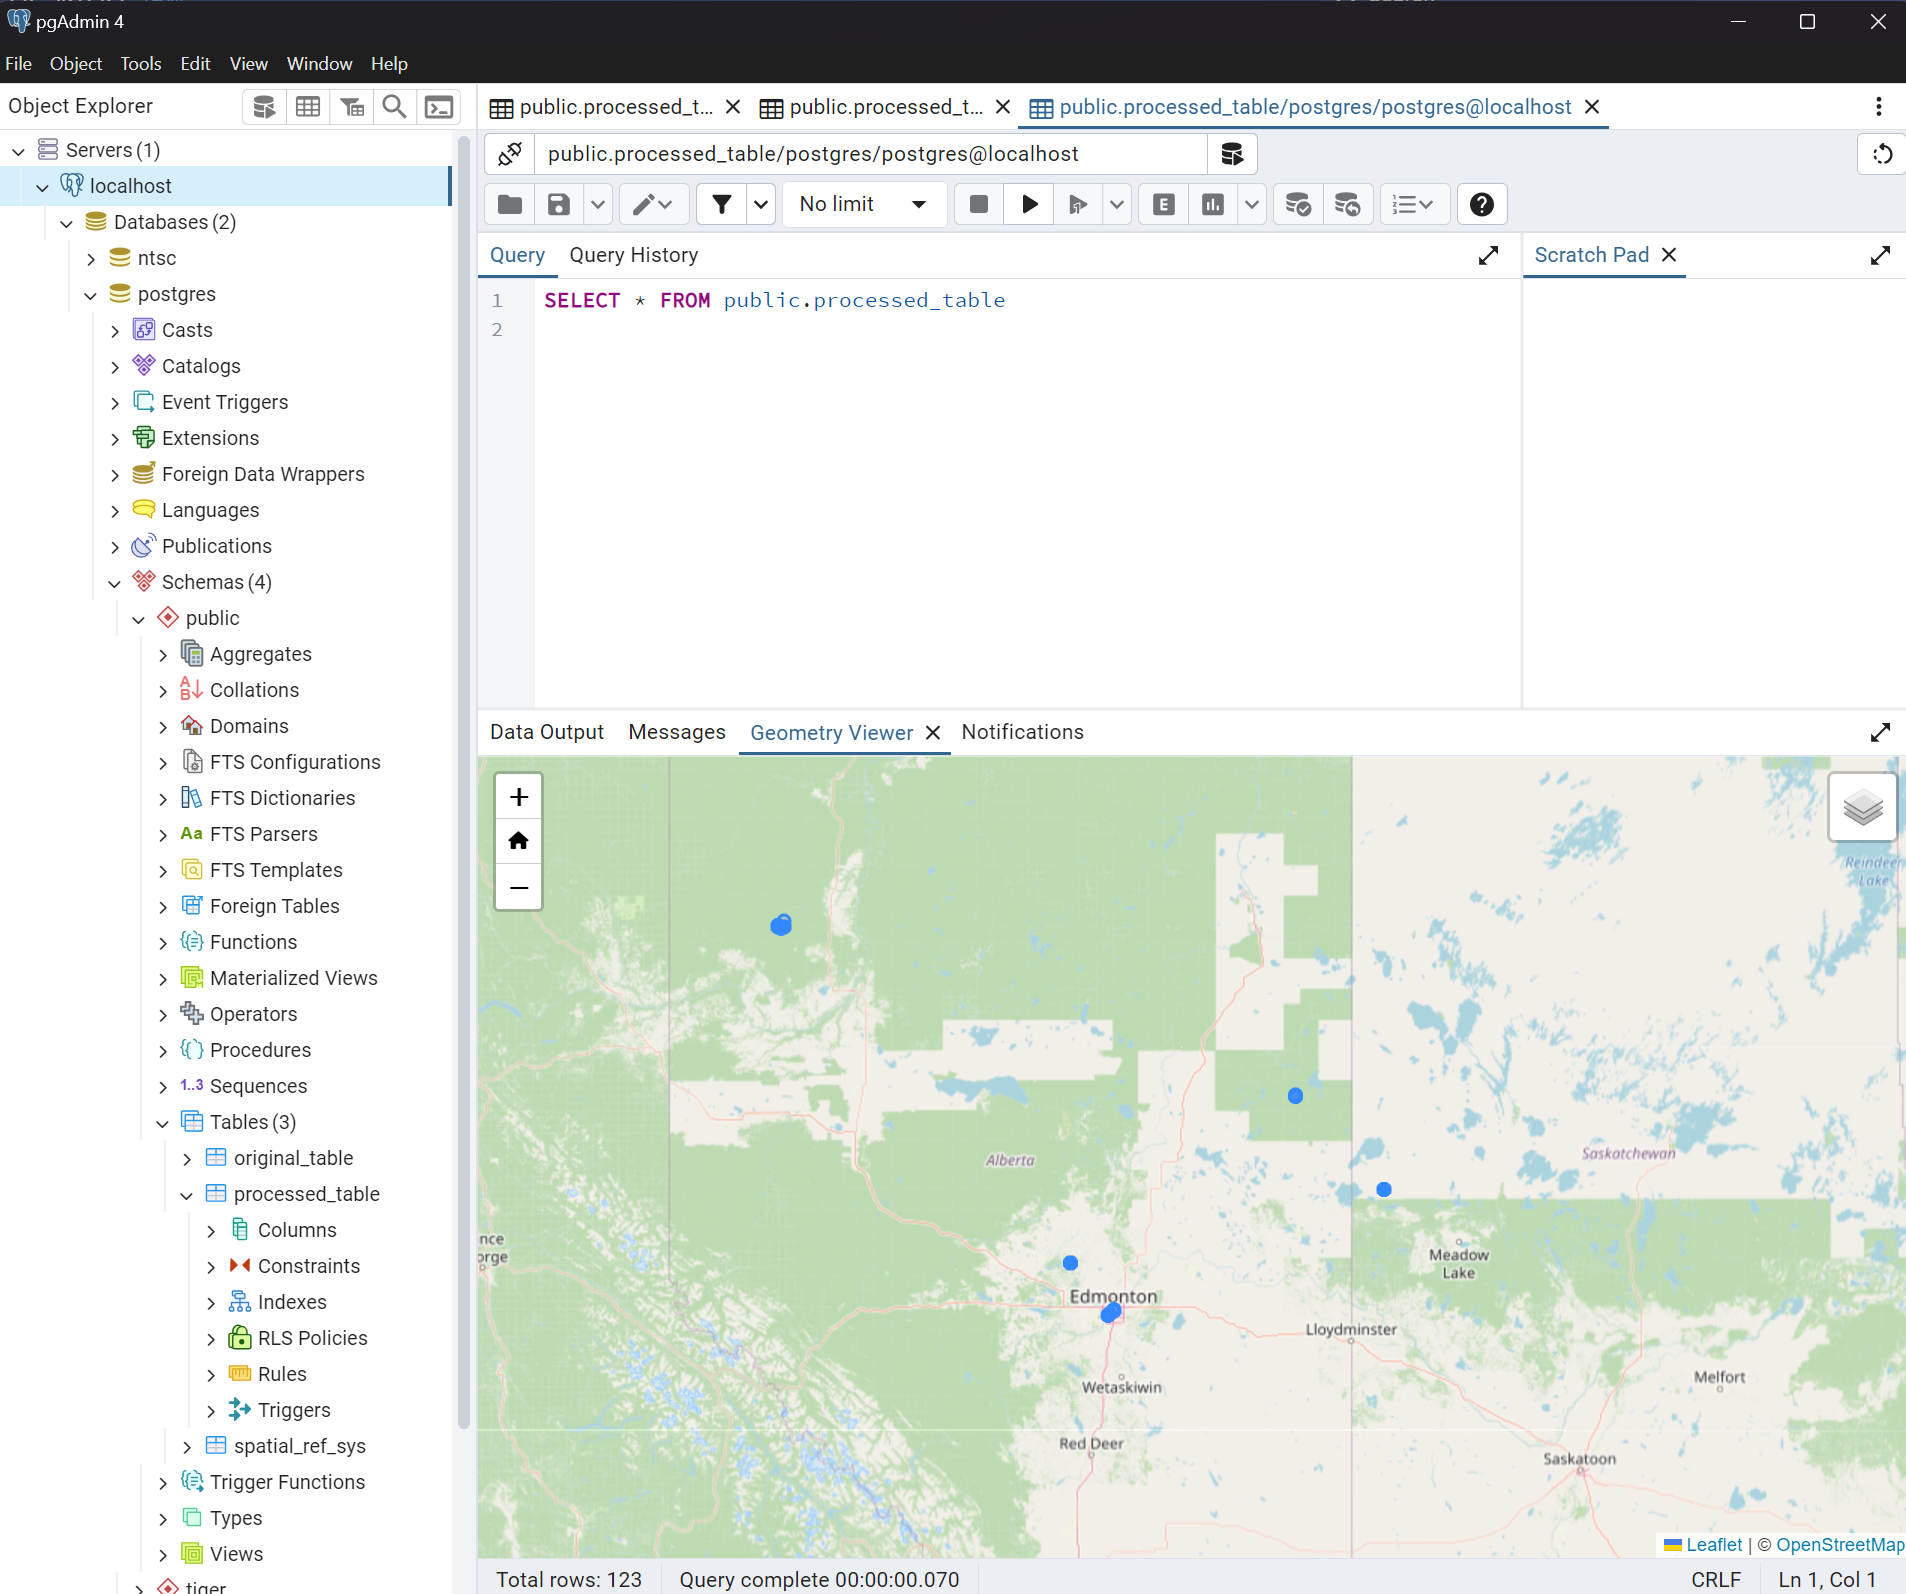 pgAdmin 4
File Object Tools Edit View Window Help
Object Explorer
public.processed_t...
public.processed_t...
public.processed_table/postgres/postgres@localhost
public.processed_table/postgres/postgres@localhost
No limit
E
Query
Query History
Scratch Pad
1 SELECT * FROM public.processed_table
2
Servers (1)
localhost
Databases (2)
ntsc
postgres
Casts
Catalogs
Event Triggers
Extensions
Foreign Data Wrappers
Languages
Publications
Schemas (4)
public
Aggregates
Collations
Domains
FTS Configurations
FTS Dictionaries
Aa FTS Parsers
FTS Templates
Foreign Tables
Functions
Materialized Views
Operators
Procedures
1..3 Sequences
Tables (3)
original_table
processed_table
Columns
Constraints
Indexes
RLS Policies
Rules
Triggers
spatial_ref_sys
Trigger Functions
Types
Views
tiger
Data Output
Messages
Geometry Viewer
Notifications
+
−
Reindeer
Lake
Alberta
Saskatchewan
nce
orge
Meadow
Lake
Edmonton
Lloydminster
Wetaskiwin
Melfort
Red Deer
Saskatoon
Leaflet | © OpenStreetMap
Total rows: 123
Query complete 00:00:00.070
CRLF
Ln 1, Col 1